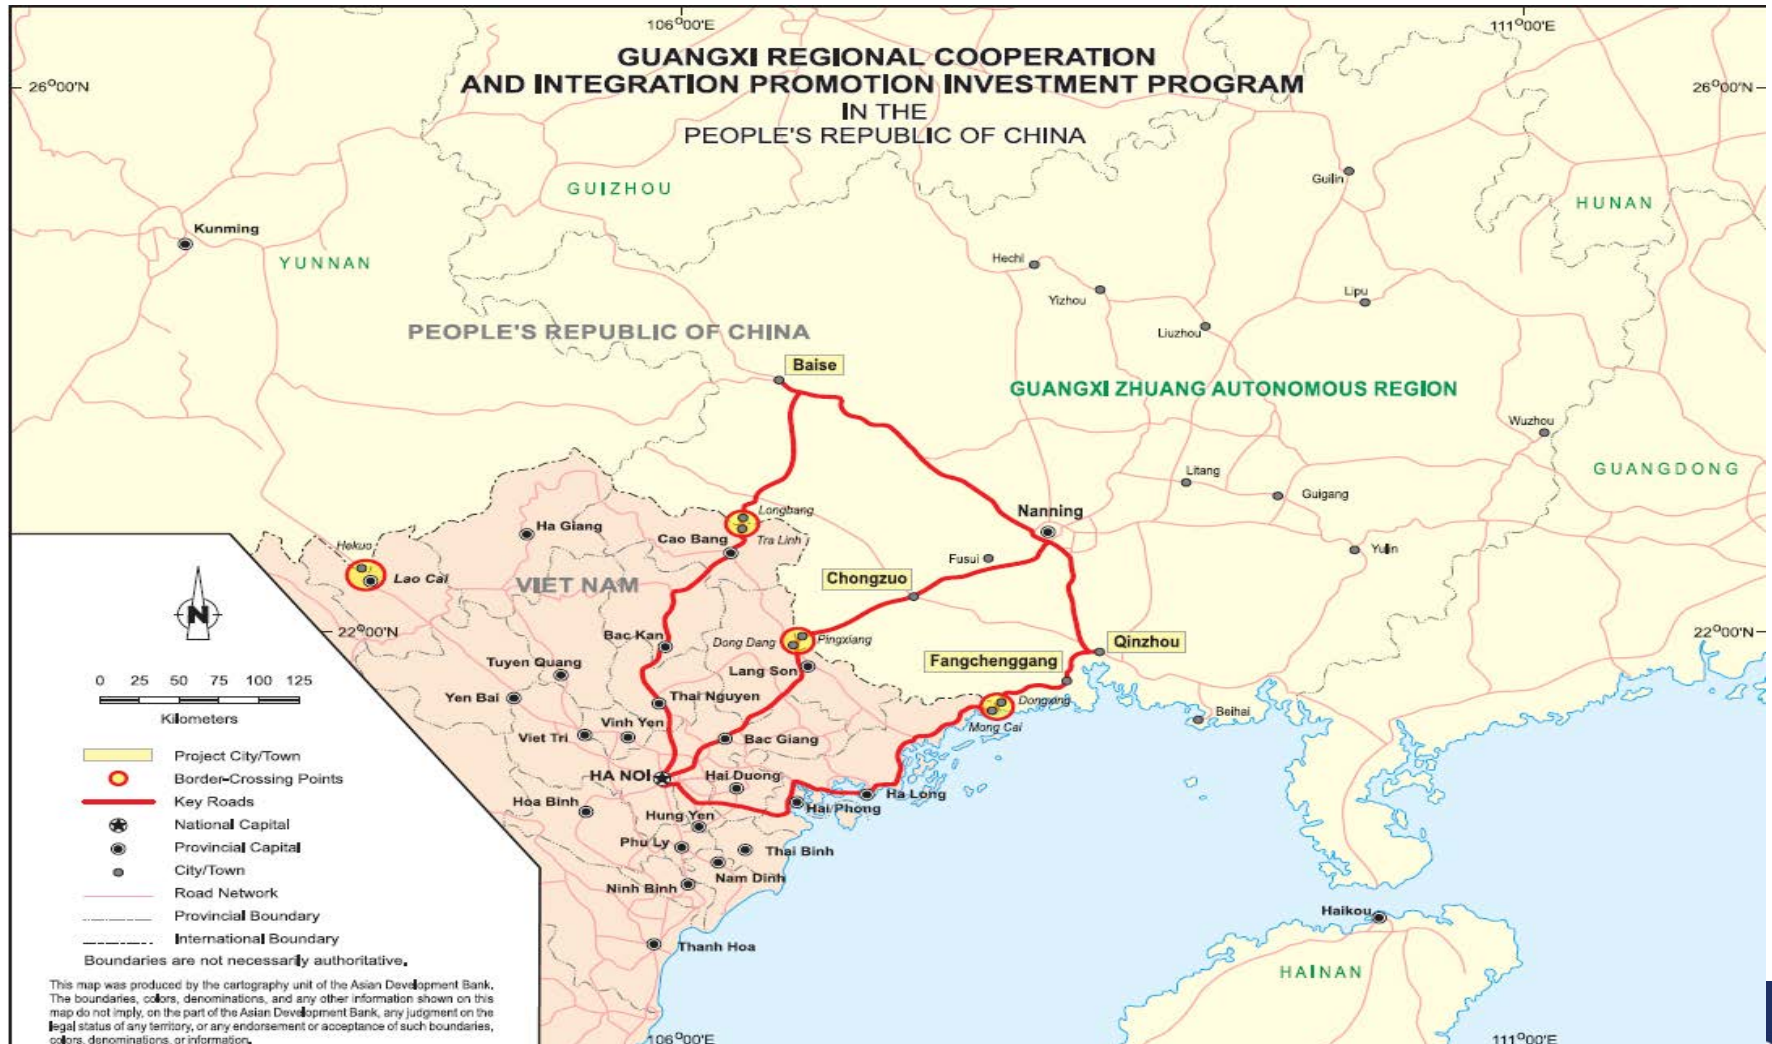 106°00'E
111°00'E
GUANGXI REGIONAL COOPERATION
AND INTEGRATION PROMOTION INVESTMENT PROGRAM
IN THE
PEOPLE'S REPUBLIC OF CHINA
26°00'N
26°00'N
GUIZHOU
Guilin
HUNAN
Kunming
YUNNAN
Hechi
Yizhou
Lipu
Liuzhou
PEOPLE'S REPUBLIC OF CHINA
Baise
GUANGXI ZHUANG AUTONOMOUS REGION
Wuzhou
GUANGDONG
Litang
Guigang
Longbang
Nanning
Ha Giang
Cao Bang
Tra Linh
Hekuo
Yulin
Fusui
Lao Cai
VIET NAM
Chongzuo
N
22°00'N
22°00'N
Bac Kan
Dong Dang
Pingxiang
Qinzhou
Tuyen Quang
Lang Son
Fangchenggang
0 25 50 75 100 125
Kilometers
Yen Bai
Thai Nguyen
Dongxing
Beihai
Vinh Yen
Mong Cai
Viet Tri
Bac Giang
Project City/Town
HA NOI
Hai Duong
Border-Crossing Points
Ha Long
Key Roads
Hoa Binh
Hai Phong
Hung Yen
National Capital
Phu Ly
Provincial Capital
Thai Binh
City/Town
Nam Dinh
Ninh Binh
Road Network
Haikou
Provincial Boundary
International Boundary
Thanh Hoa
Boundaries are not necessarily authoritative.
HAINAN
This map was produced by the cartography unit of the Asian Development Bank.
The boundaries, colors, denominations, and any other information shown on this
map do not imply, on the part of the Asian Development Bank, any judgment on the
legal status of any territory, or any endorsement or acceptance of such boundaries,
colors, denominations, or information.
106°00'E
111°00'E